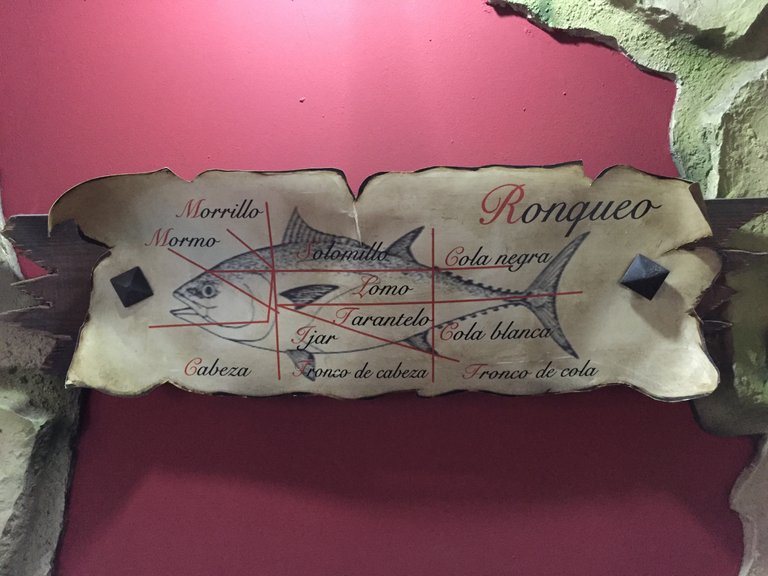 Ronqueo
Morrillo
Mormo
Solomillo
Cola negra
Lomo
Tarantelo
Ijar
Cola blanca
Cabeza
Tronco de cabeza
Tronco de cola